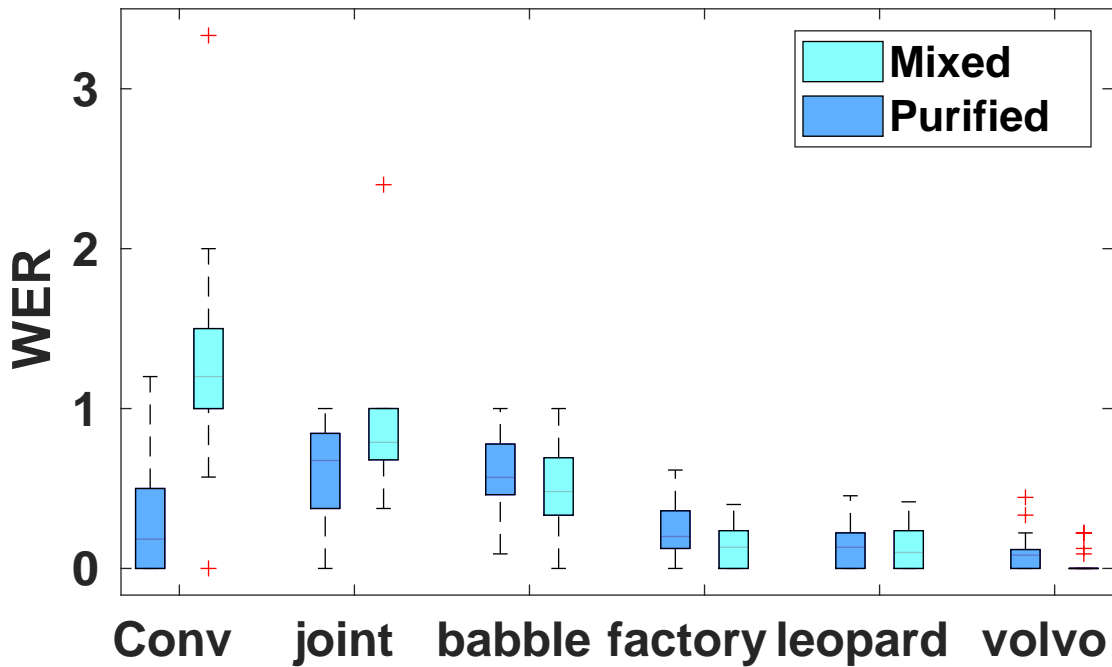 Mixed
Purified
WER
3
2
1
0
Conv joint babble factory leopard volvo